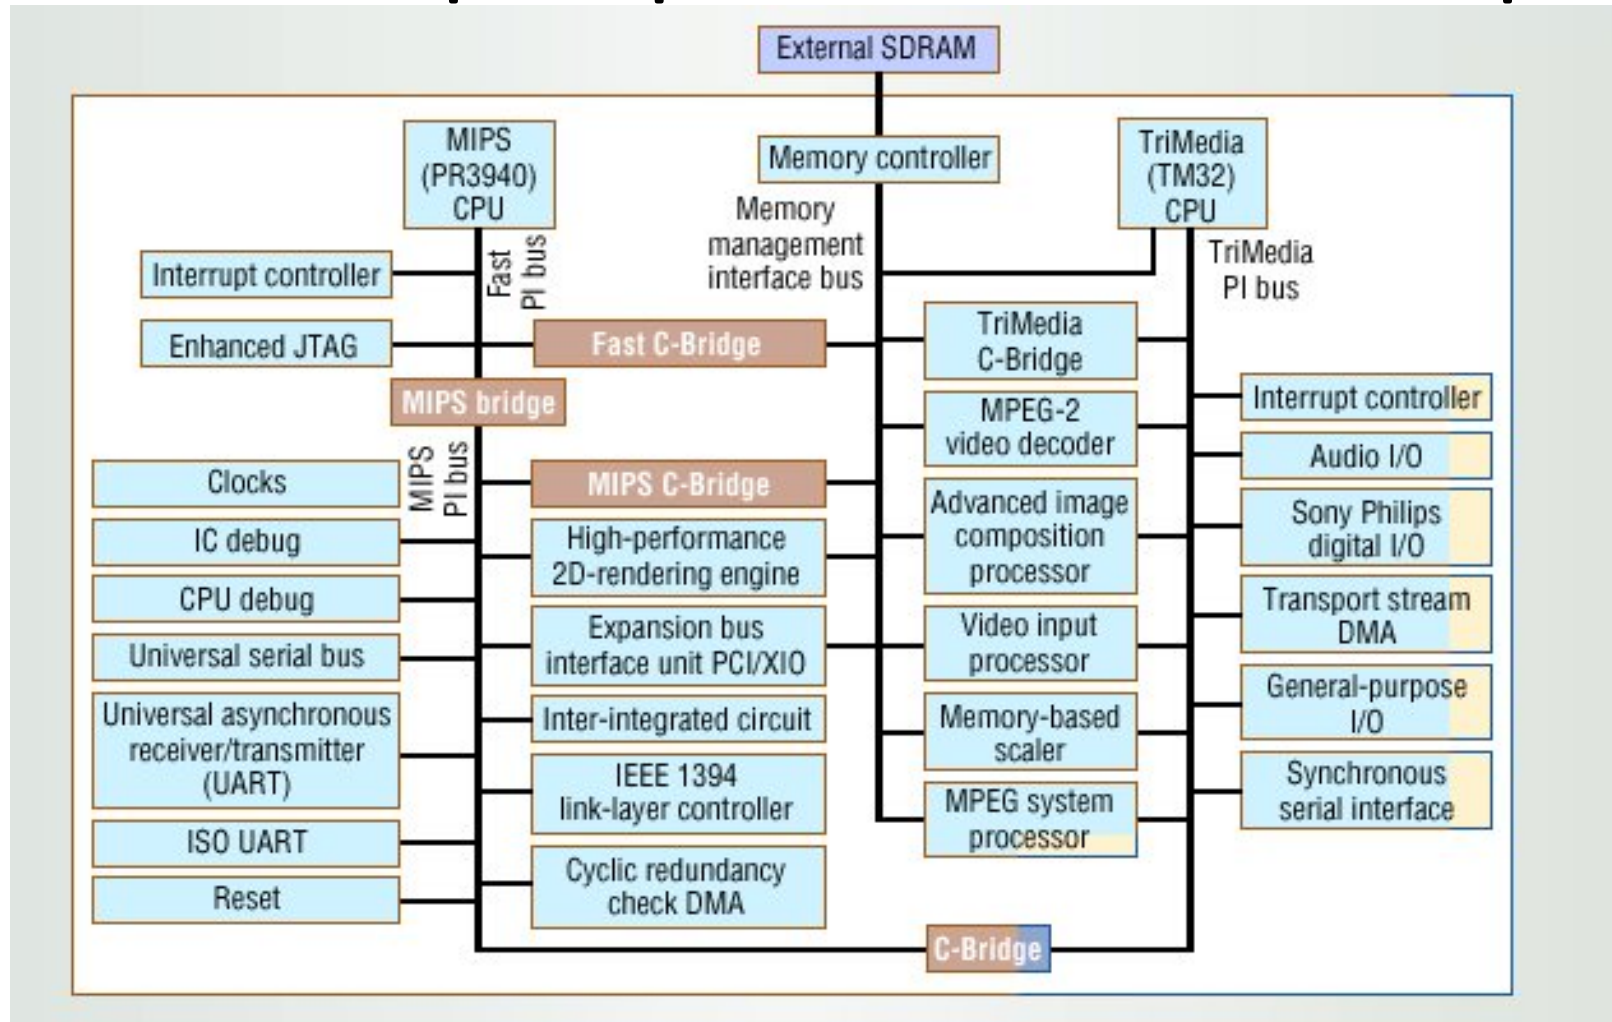 External SDRAM
MIPS
(PR3940)
CPU
Memory controller
TriMedia
(TM32)
CPU
Memory
management
interface bus
Fast
PI bus
TriMedia
PI bus
Interrupt controller
Enhanced JTAG
Fast C-Bridge
TriMedia
C-Bridge
MIPS bridge
MPEG-2
video decoder
Interrupt controller
Audio I/O
MIPS
PI bus
Clocks
MIPS C-Bridge
Advanced image
composition
processor
Sony Philips
digital I/O
IC debug
High-performance
2D-rendering engine
CPU debug
Transport stream
DMA
Universal serial bus
Expansion bus
interface unit PCI/XIO
Video input
processor
General-purpose
I/O
Universal asynchronous
receiver/transmitter
(UART)
Inter-integrated circuit
Memory-based
scaler
IEEE 1394
link-layer controller
Synchronous
serial interface
MPEG system
processor
ISO UART
Cyclic redundancy
check DMA
Reset
C-Bridge